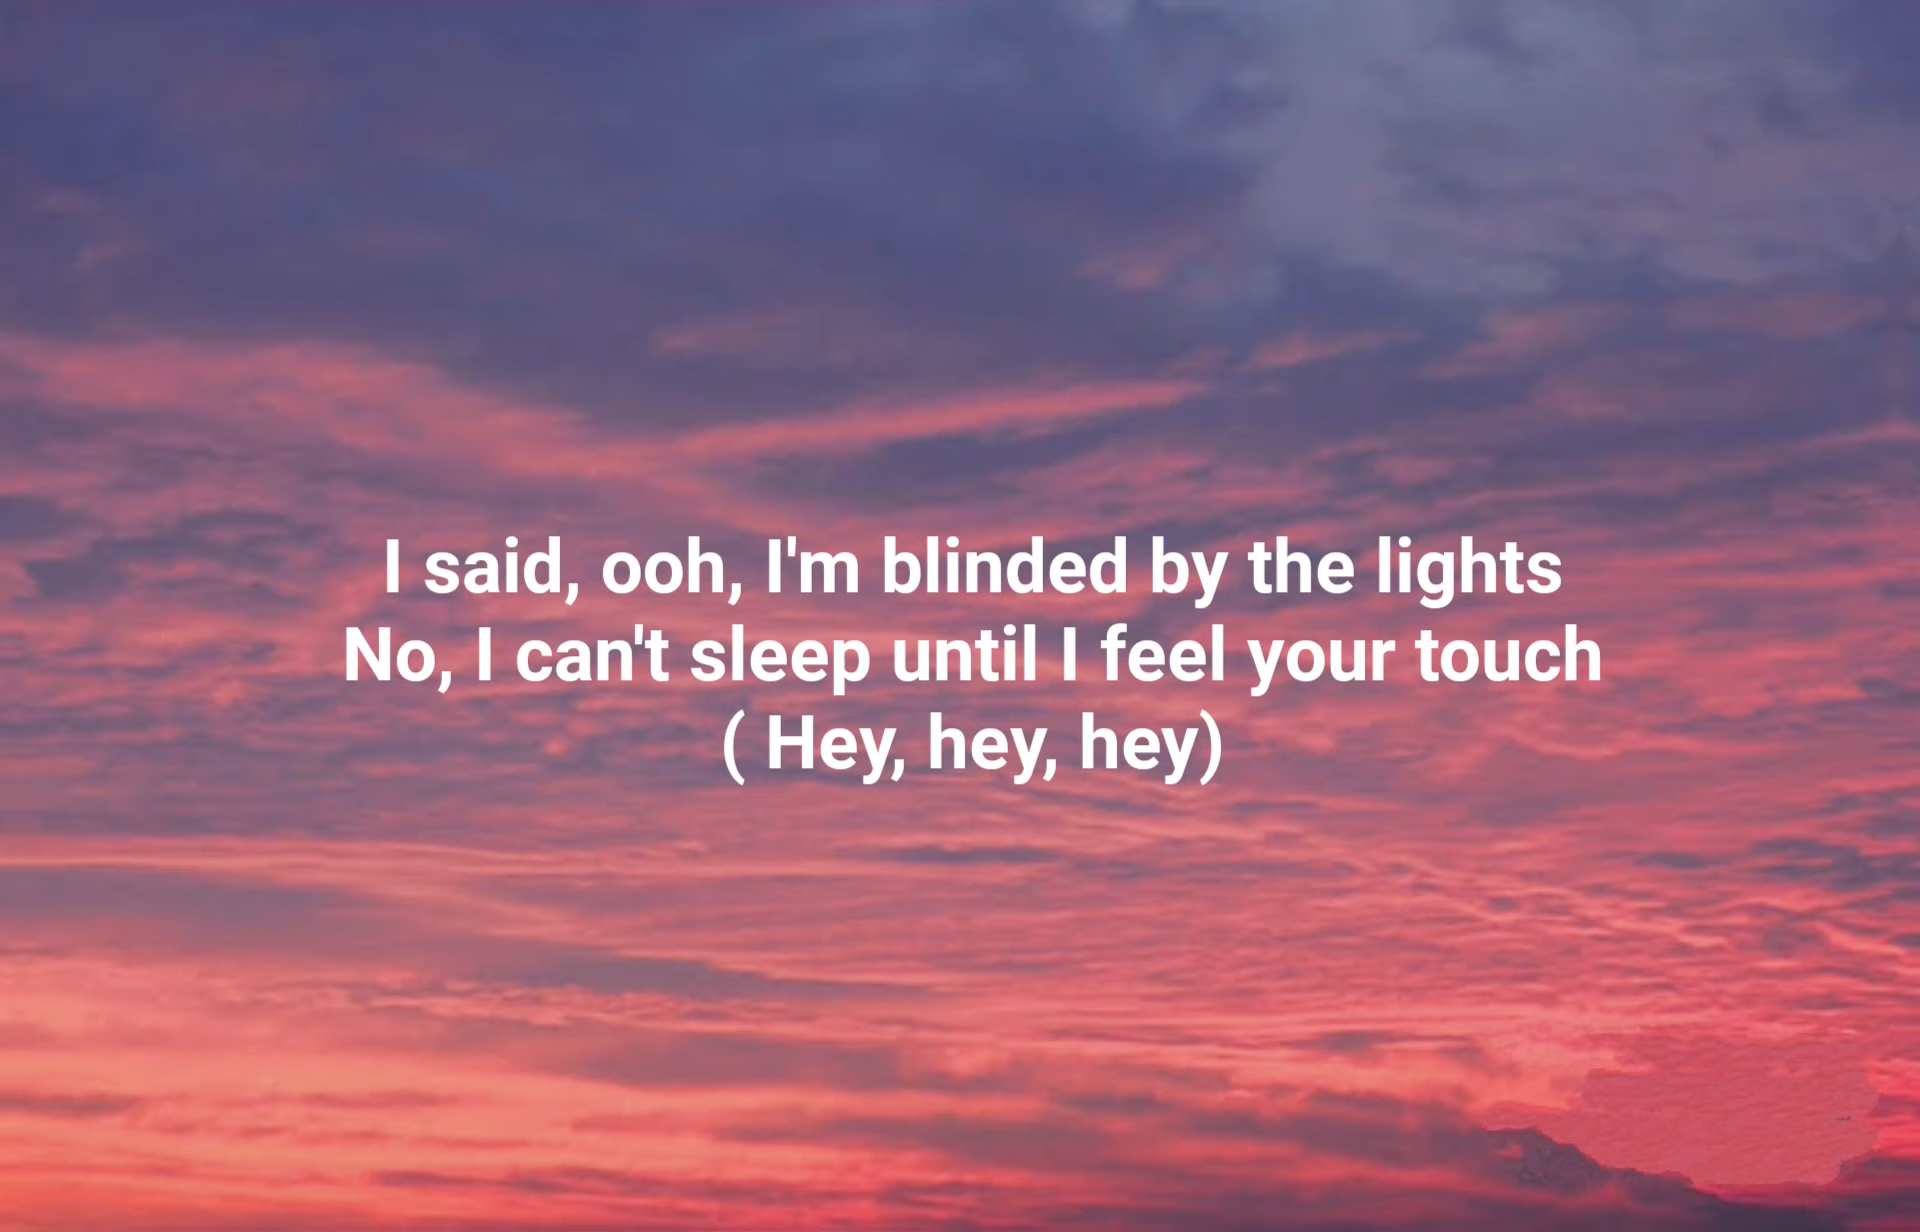 I said, ooh, I'm blinded by the lights
No, I can't sleep until I feel your touch
( Hey, hey, hey)